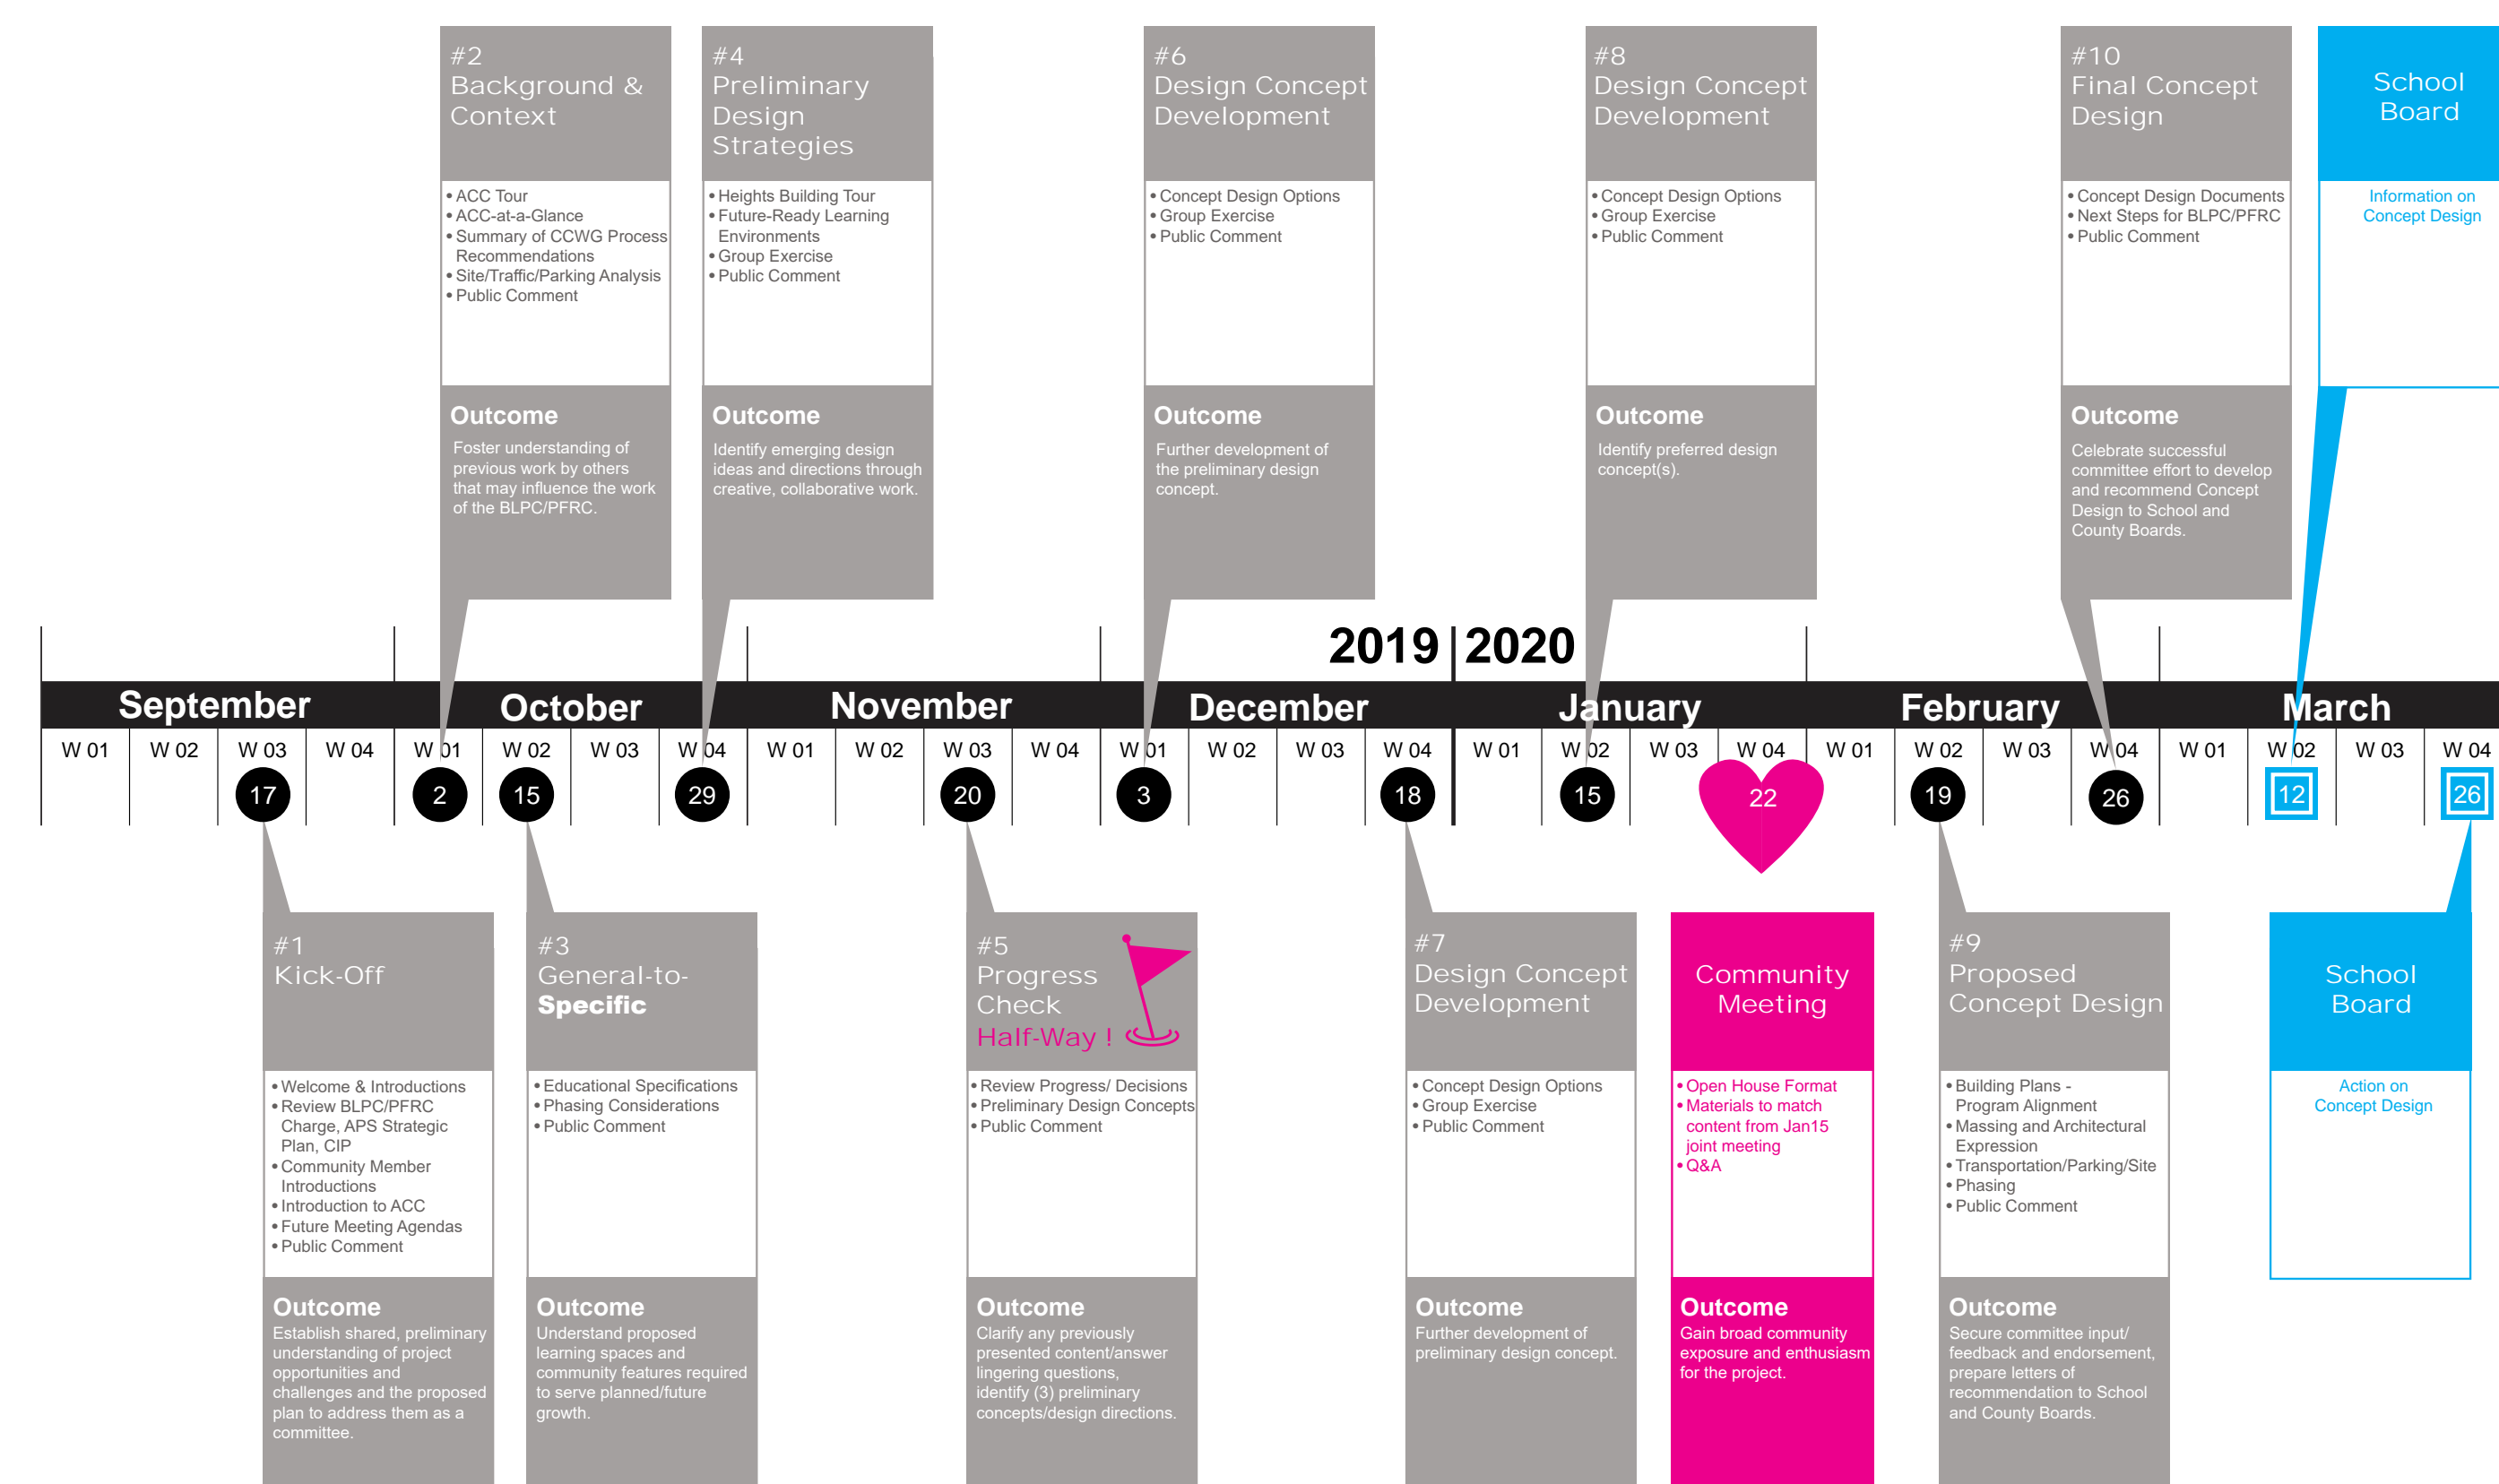 #2
Background &
Context
• ACC Tour
• ACC-at-a-Glance
• Summary of CCWG Process
Recommendations
• Site/Traffic/Parking Analysis
• Public Comment
Outcome
Foster understanding of
previous work by others
that may influence the work
of the BLPC/PFRC.
#4
Preliminary
Design
Strategies
• Heights Building Tour
• Future-Ready Learning
Environments
• Group Exercise
• Public Comment
Outcome
Identify emerging design
ideas and directions through
creative, collaborative work.
#6
Design Concept
Development
• Concept Design Options
• Group Exercise
• Public Comment
Outcome
Further development of
the preliminary design
concept.
#8
Design Concept
Development
• Concept Design Options
• Group Exercise
• Public Comment
Outcome
Identify preferred design
concept(s).
#10
Final Concept
Design
• Concept Design Documents
• Next Steps for BLPC/PFRC
• Public Comment
Outcome
Celebrate successful
committee effort to develop
and recommend Concept
Design to School and
County Boards.
School
Board
Information on
Concept Design
2019 2020
September October November December January February March
W 01 W 02 W 03 W 04 W 01 W 02 W 03 W 04 W 01 W 02 W 03 W 04 W 01 W 02 W 03 W 04 W 01 W 02 W 03 W 04 W 01 W 02 W 03 W 04 W 01 W 02 W 03 W 04
17 2 15 29 20 3 18 15 22 19 26 12 26
#1
Kick-Off
• Welcome & Introductions
• Review BLPC/PFRC
Charge, APS Strategic
Plan, CIP
• Community Member
Introductions
• Introduction to ACC
• Future Meeting Agendas
• Public Comment
Outcome
Establish shared, preliminary
understanding of project
opportunities and
challenges and the proposed
plan to address them as a
committee.
#3
General-to-
Specific
• Educational Specifications
• Phasing Considerations
• Public Comment
Outcome
Understand proposed
learning spaces and
community features required
to serve planned/future
growth.
#5
Progress
Check
Half-Way !
• Review Progress/ Decisions
• Preliminary Design Concepts
• Public Comment
Outcome
Clarify any previously
presented content/answer
lingering questions,
identify (3) preliminary
concepts/design directions.
#7
Design Concept
Development
• Concept Design Options
• Group Exercise
• Public Comment
Outcome
Further development of
preliminary design concept.
Community
Meeting
• Open House Format
• Materials to match
content from Jan15
joint meeting
• Q&A
Outcome
Gain broad community
exposure and enthusiasm
for the project.
#9
Proposed
Concept Design
• Building Plans -
Program Alignment
• Massing and Architectural
Expression
• Transportation/Parking/Site
• Phasing
• Public Comment
Outcome
Secure committee input/
feedback and endorsement,
prepare letters of
recommendation to School
and County Boards.
School
Board
Action on
Concept Design